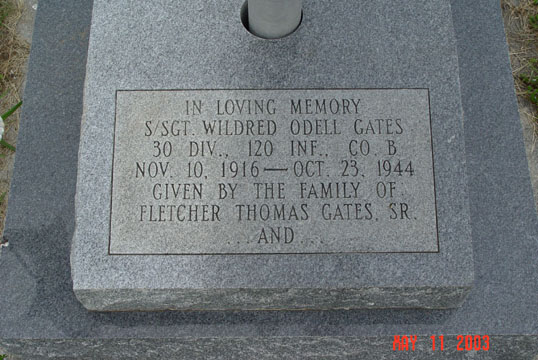 IN LOVING MEMORY
S/SGT. WILDRED ODELL GATES
30 DIV., 120 INF., CO. B
NOV. 10, 1916 — OCT. 23, 1944
GIVEN BY THE FAMILY OF
FLETCHER THOMAS GATES, SR.
. . . AND . . .
MAY. 11 2003